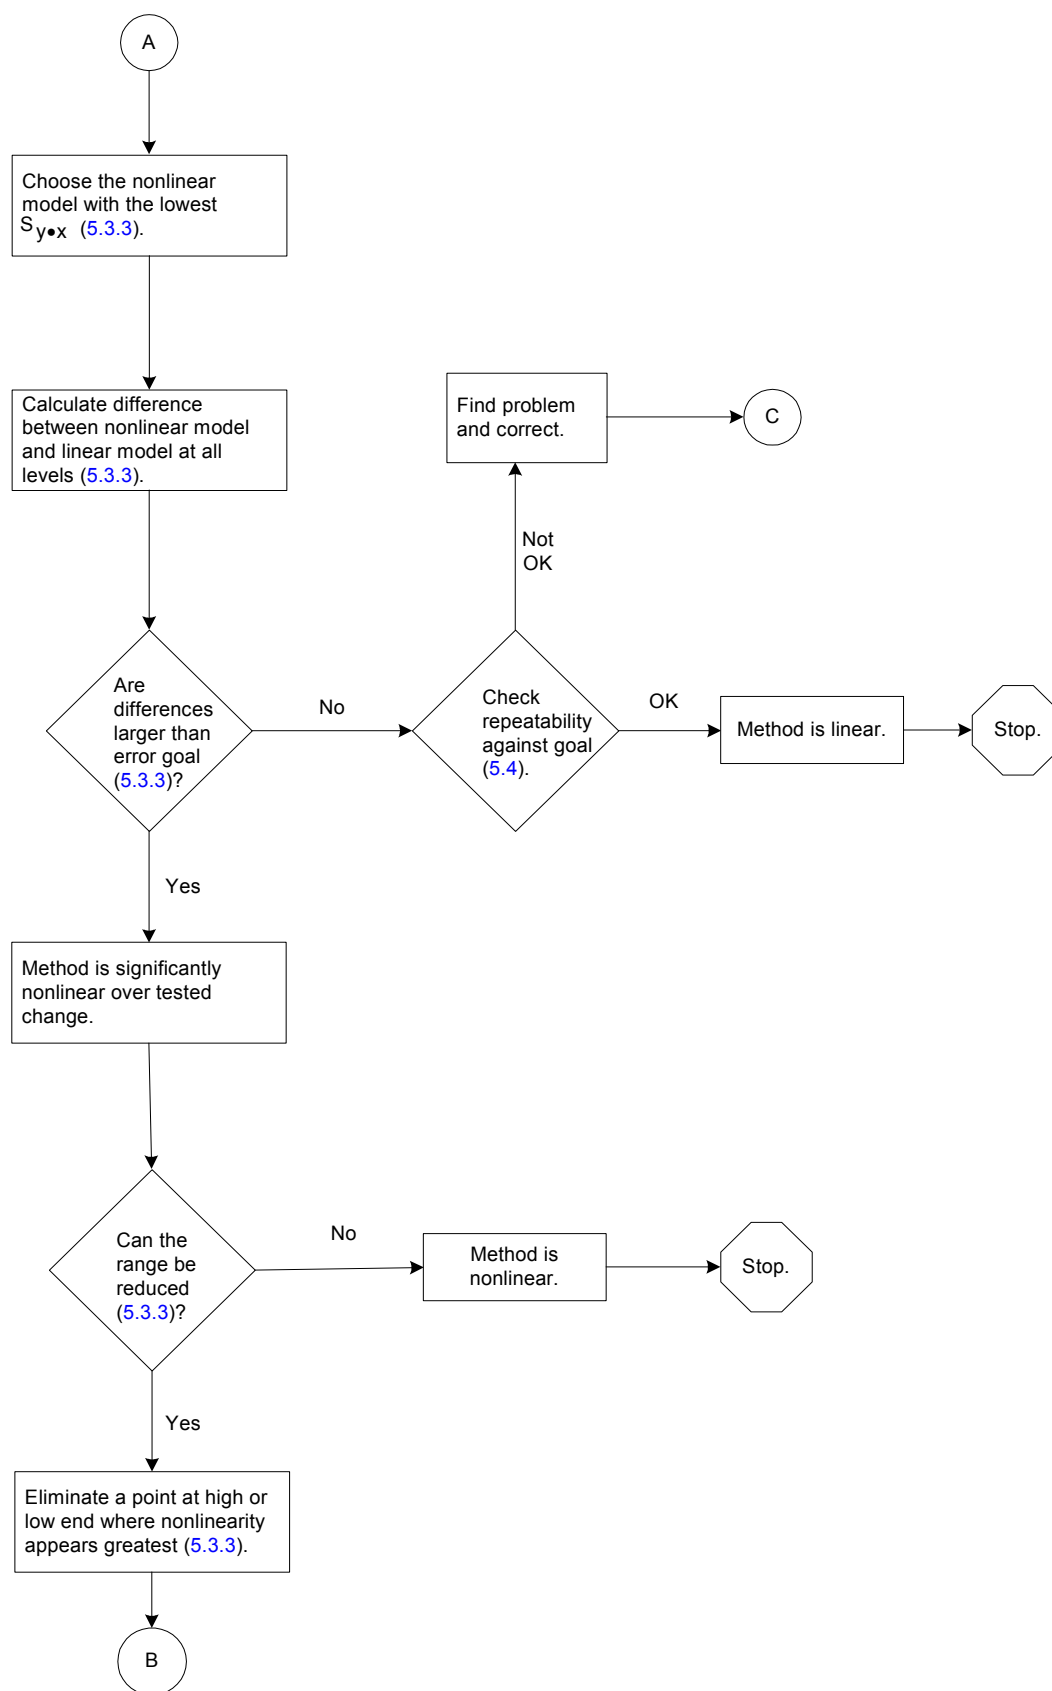 A
Choose the nonlinear
model with the lowest
Sy•x (5.3.3).
Calculate difference
between nonlinear model
and linear model at all
levels (5.3.3).
Find problem
and correct.
C
Not
OK
Are
differences
larger than
error goal
(5.3.3)?
No
Check
repeatability
against goal
(5.4).
OK
Method is linear.
Stop.
Yes
Method is significantly
nonlinear over tested
change.
Can the
range be
reduced
(5.3.3)?
No
Method is
nonlinear.
Stop.
Yes
Eliminate a point at high or
low end where nonlinearity
appears greatest (5.3.3).
B